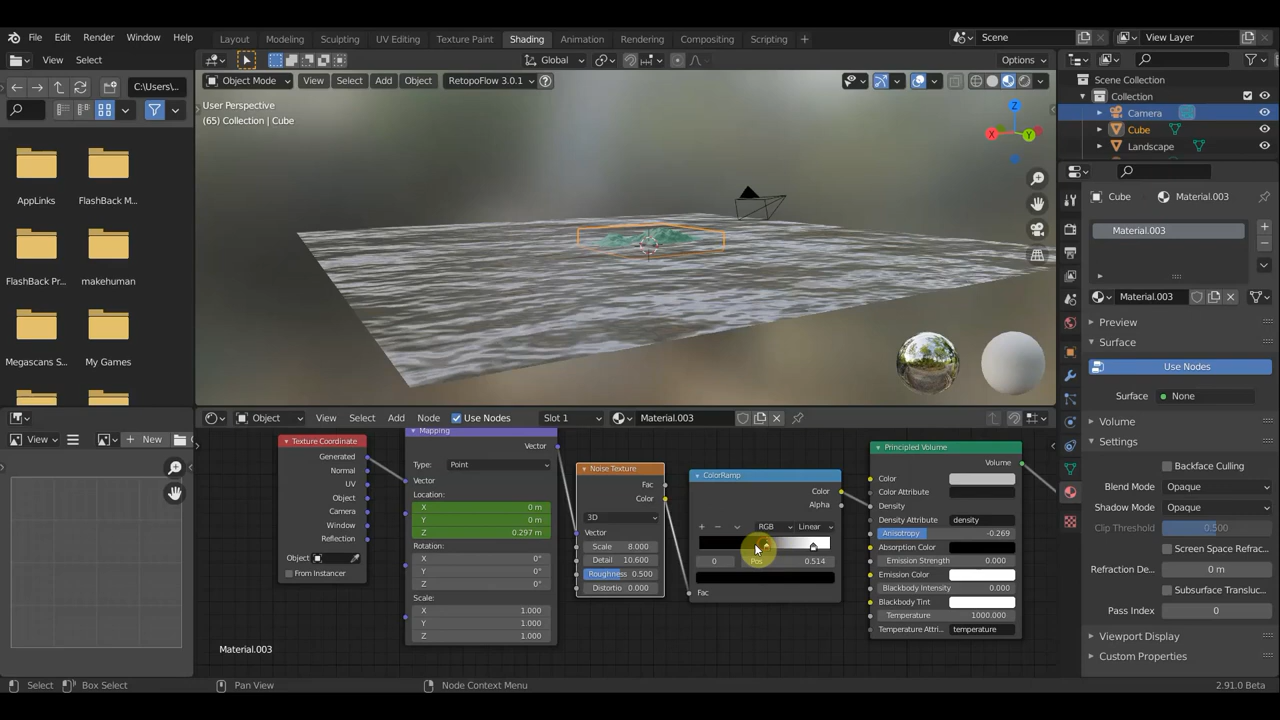 File Edit Render Window Help Layout Modeling Sculpting UV Editing Texture Paint Shading Animation Rendering Compositing Scripting Scene View Layer
View Select Global Options
C:\Users\... Object Mode View Select Add Object RetopoFlow 3.0.1
User Perspective
(65) Collection | Cube
Z
X
Y
AppLinks
FlashBack M...
FlashBack Pr...
makehuman
Megascans S...
My Games
Scene Collection
Collection
Camera
Cube
Landscape
Cube Material.003
Material.003
Material.003
Preview
Surface
Use Nodes
Surface None
Volume
Settings
Backface Culling
Blend Mode Opaque
Shadow Mode Opaque
Clip Threshold 0.500
Screen Space Refrac...
Refraction De... 0 m
Subsurface Transluc...
Pass Index 0
Viewport Display
Custom Properties
View New
Object View Select Add Node Use Nodes Slot 1 Material.003
Texture Coordinate
Generated
Normal
UV
Object
Camera
Window
Reflection
Object
From Instancer
Mapping
Vector
Type: Point
Vector
Location:
X 0 m
Y 0 m
Z 0.297 m
Rotation:
X 0°
Y 0°
Z 0°
Scale:
X 1.000
Y 1.000
Z 1.000
Noise Texture
Fac
Color
3D
Vector
Scale 8.000
Detail 10.600
Roughness 0.500
Distortio 0.000
ColorRamp
Color
Alpha
RGB Linear
0 Pos 0.514
Fac
Principled Volume
Volume
Color
Color Attribute
Density
Density Attribute density
Anisotropy -0.269
Absorption Color
Emission Strength 0.000
Emission Color
Blackbody Intensity 0.000
Blackbody Tint
Temperature 1000.000
Temperature Attri.. temperature
Material.003
Select Box Select Pan View Node Context Menu 2.91.0 Beta